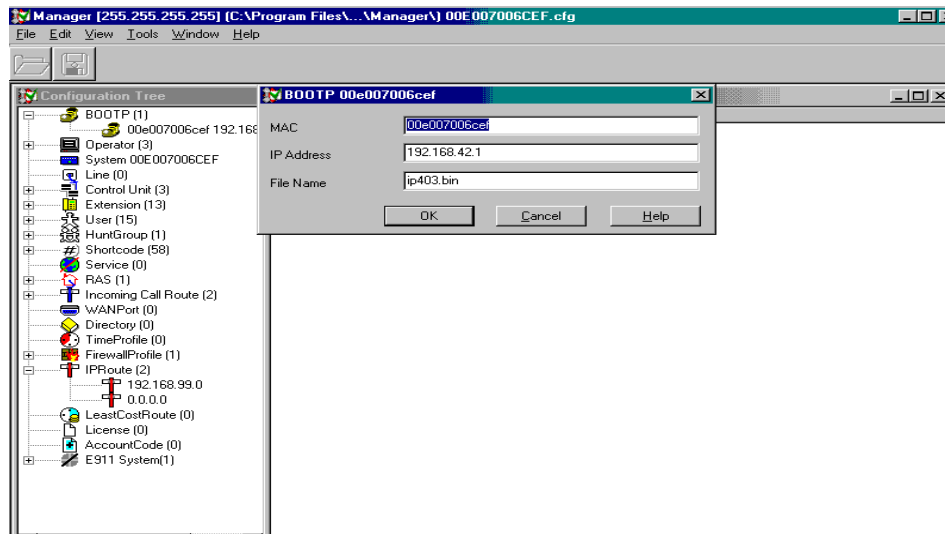 Manager [255.255.255.255] (C:\Program Files\...\Manager\) 00E007006CEF.cfg
File Edit View Tools Window Help
Configuration Tree
BOOTP (1)
00e007006cef 192.168
Operator (3)
System 00E007006CEF
Line (0)
Control Unit (3)
Extension (13)
User (15)
HuntGroup (1)
Shortcode (58)
Service (0)
RAS (1)
Incoming Call Route (2)
WANPort (0)
Directory (0)
TimeProfile (0)
FirewallProfile (1)
IPRoute (2)
192.168.99.0
0.0.0.0
LeastCostRoute (0)
License (0)
AccountCode (0)
E911 System(1)
BOOTP 00e007006cef
MAC 00e007006cef
IP Address 192.168.42.1
File Name ip403.bin
OK Cancel Help